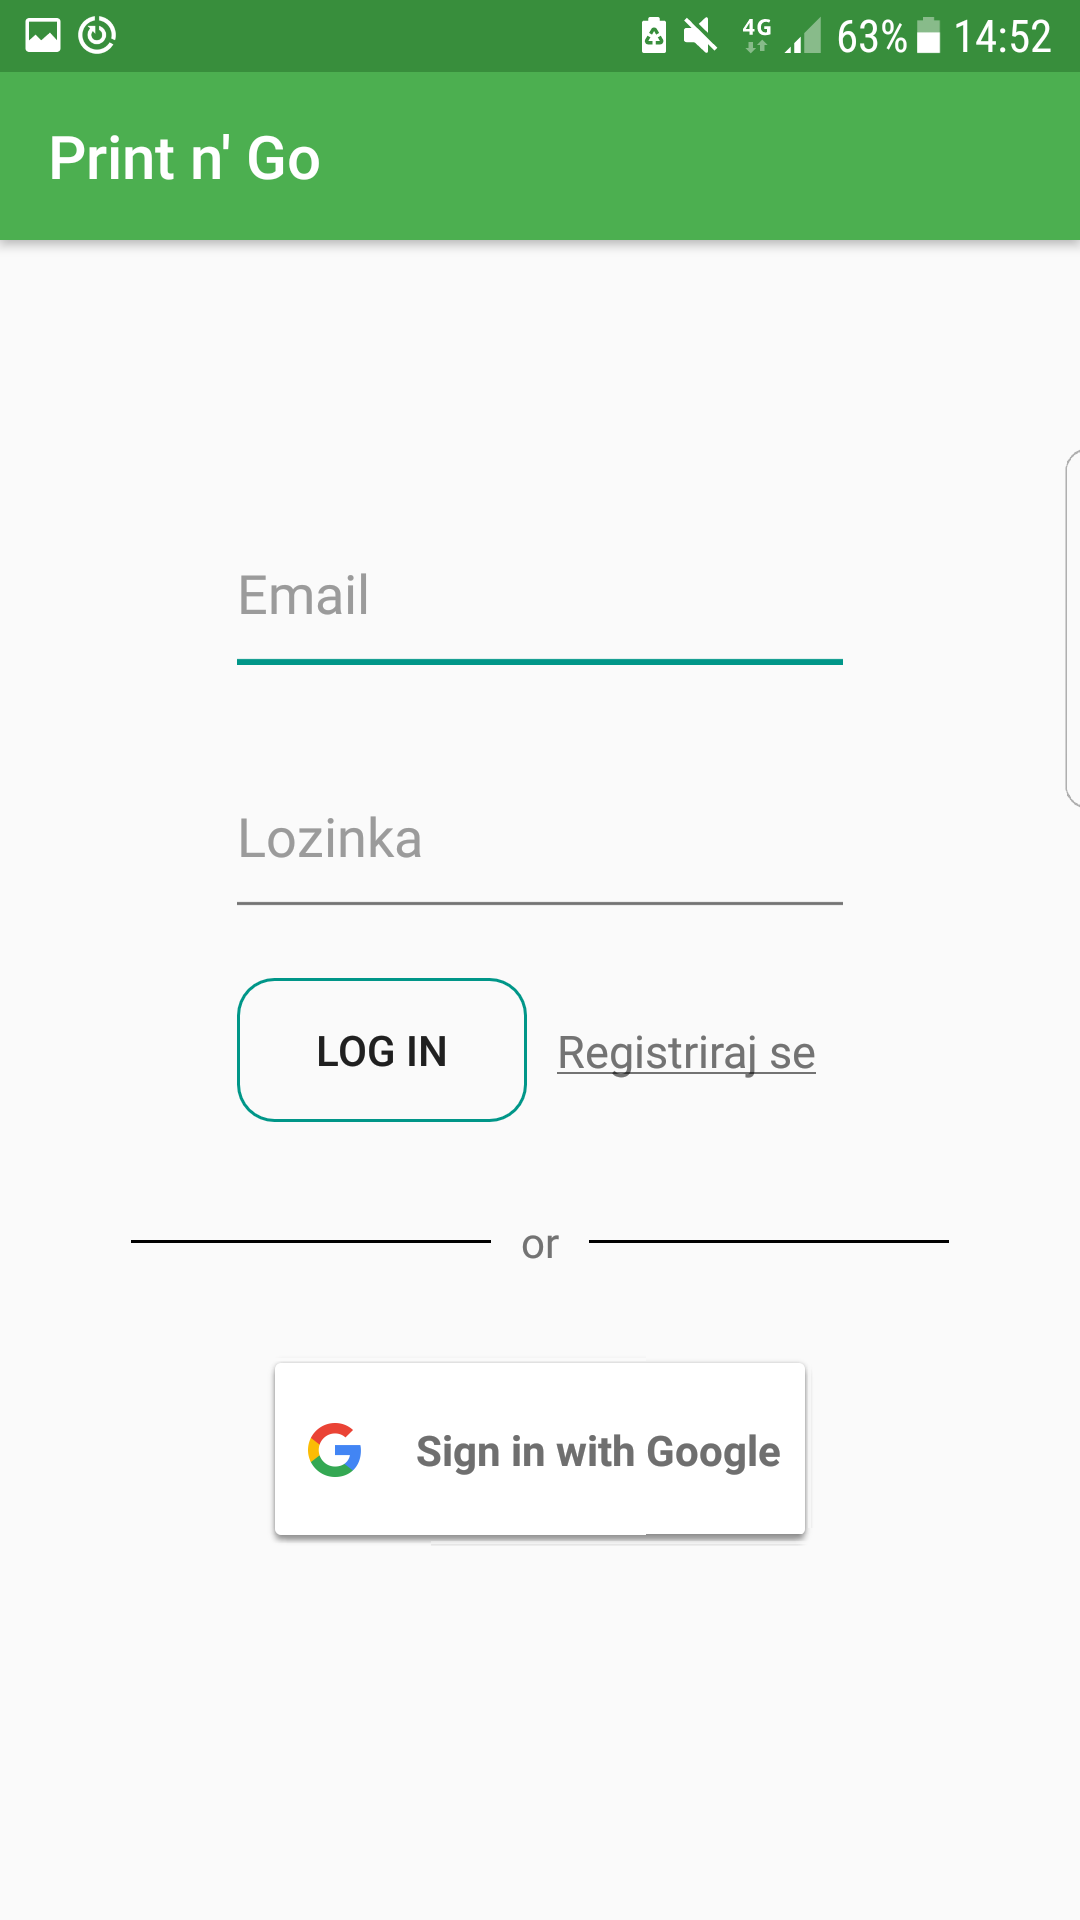 4G 63% 14:52
Print n' Go
Email
Lozinka
LOG IN Registriraj se
or
Sign in with Google